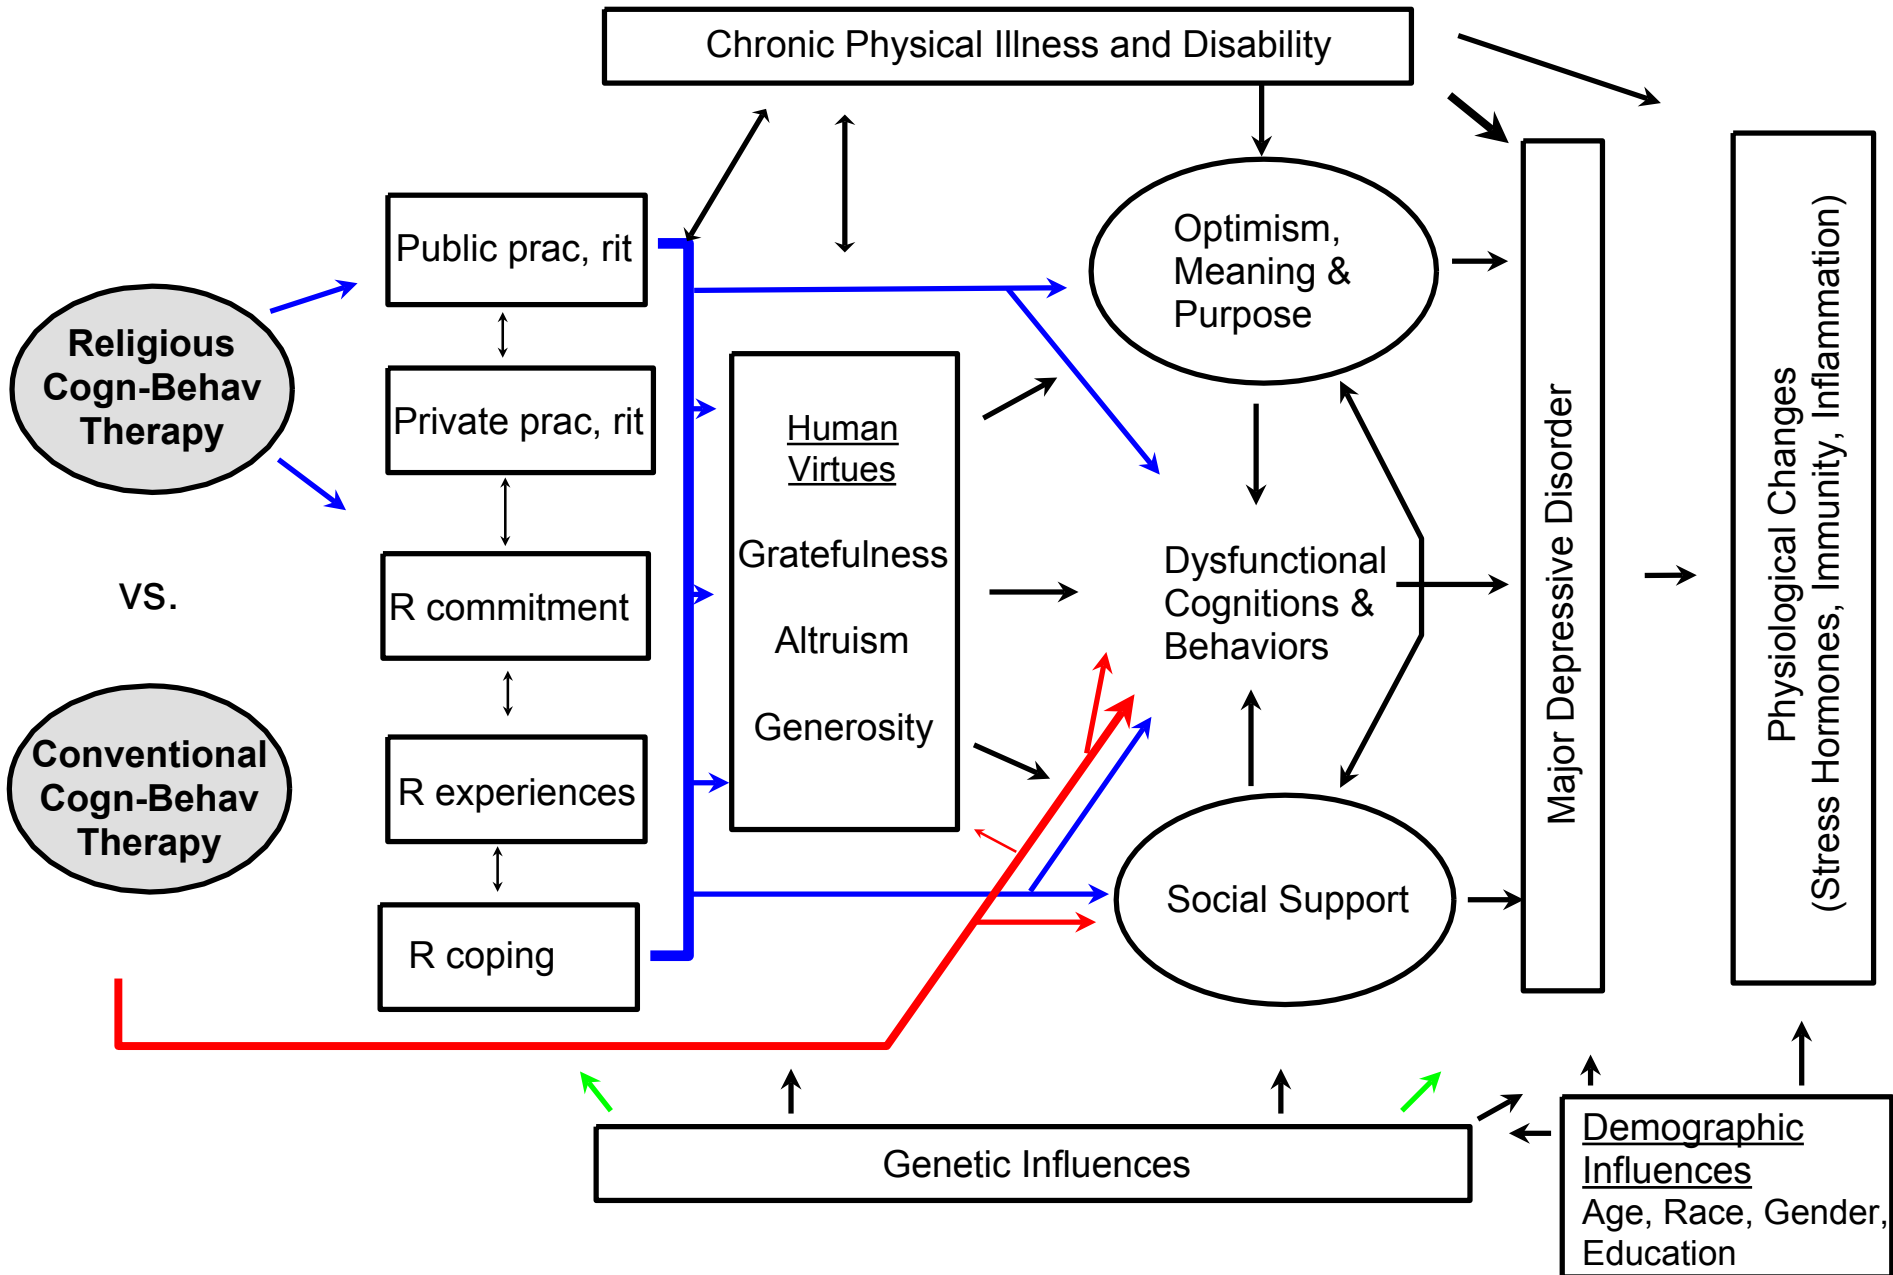 Chronic Physical Illness and Disability
Public prac, rit
Private prac, rit
R commitment
R experiences
R coping
Religious
Cogn-Behav
Therapy
vs.
Conventional
Cogn-Behav
Therapy
Human
Virtues
Gratefulness
Altruism
Generosity
Optimism,
Meaning &
Purpose
Dysfunctional
Cognitions &
Behaviors
Social Support
Major Depressive Disorder
Physiological Changes
(Stress Hormones, Immunity, Inflammation)
Genetic Influences
Demographic
Influences
Age, Race, Gender,
Education